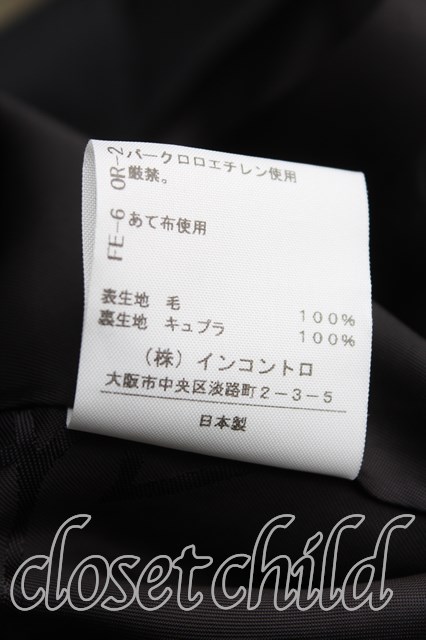 パークロロエチレン使用
厳禁。
あて布使用
OR-2
FE-6
表生地 毛 100%
裏生地 キュプラ 100%
(株)インコントロ
大阪市中央区淡路町2-3-5
日本製
closet child